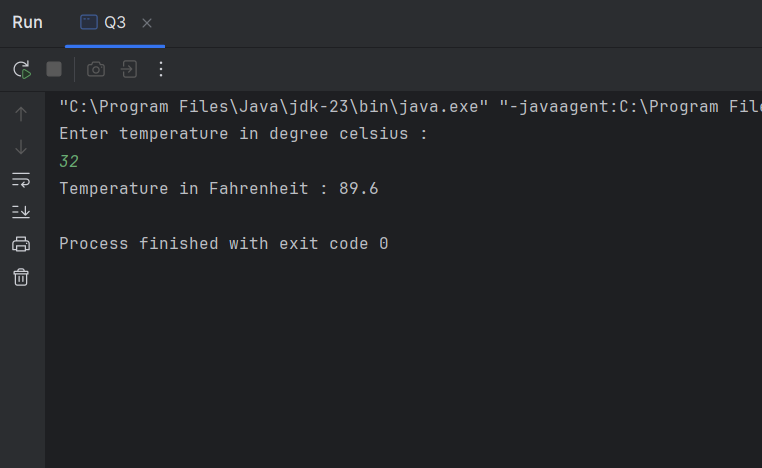 Run Q3
"C:\Program Files\Java\jdk-23\bin\java.exe" "-javaagent:C:\Program File
Enter temperature in degree celsius :
32
Temperature in Fahrenheit : 89.6
Process finished with exit code 0